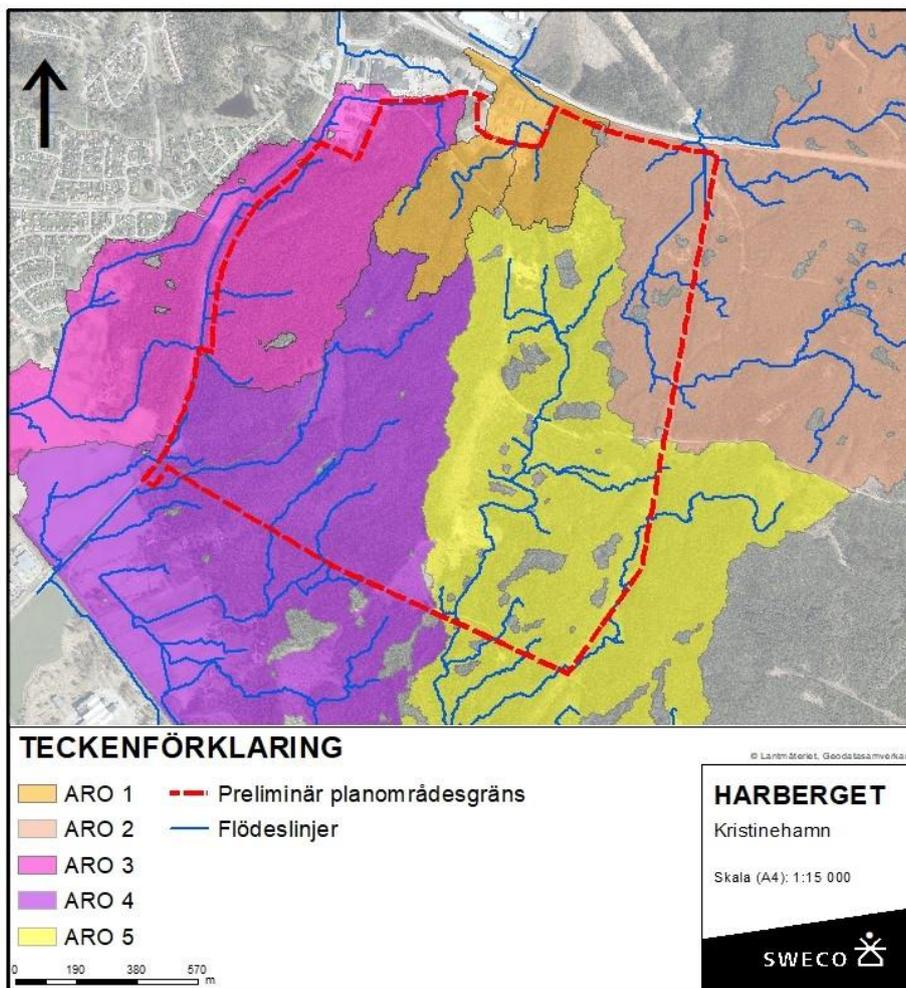 TECKENFÖRKLARING
ARO 1
ARO 2
ARO 3
ARO 4
ARO 5
Preliminär planområdesgräns
Flödeslinjer
0 190 380 570
m
© Lantmäteriet, Geodatasamverkan
HARBERGET
Kristinehamn
Skala (A4): 1:15 000
SWECO